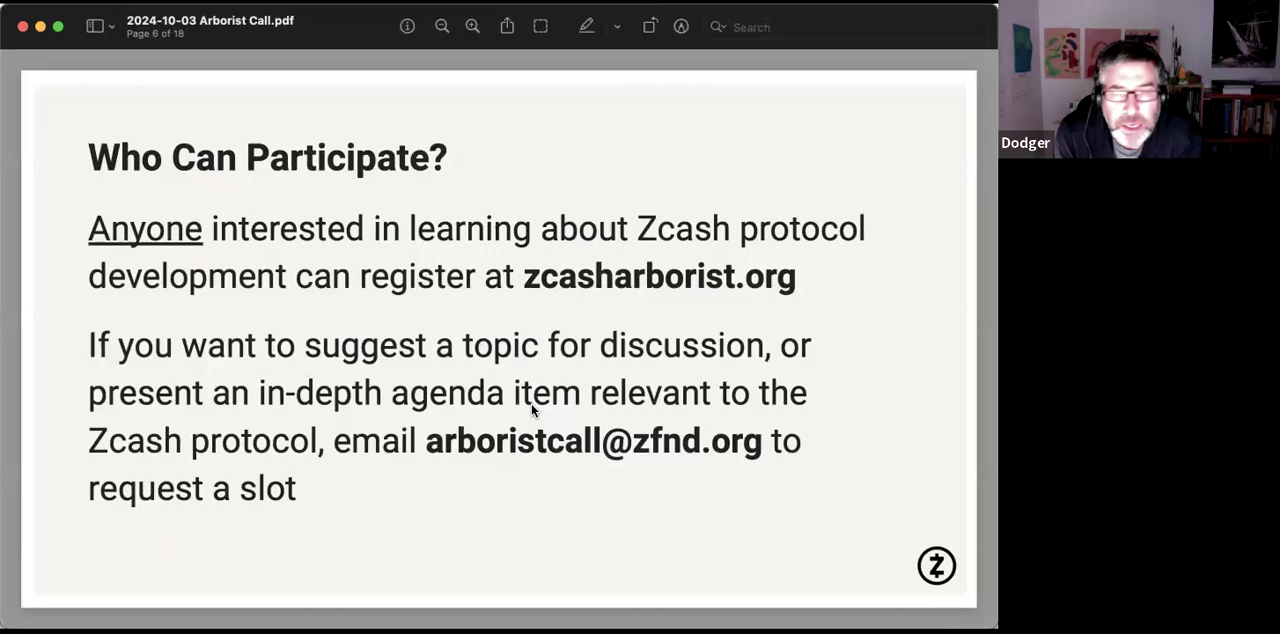 2024-10-03 Arborist Call.pdf
Page 6 of 18
Search
Who Can Participate?
Anyone interested in learning about Zcash protocol
development can register at zcasharborist.org
If you want to suggest a topic for discussion, or
present an in-depth agenda item relevant to the
Zcash protocol, email arboristcall@zfnd.org to
request a slot
Dodger